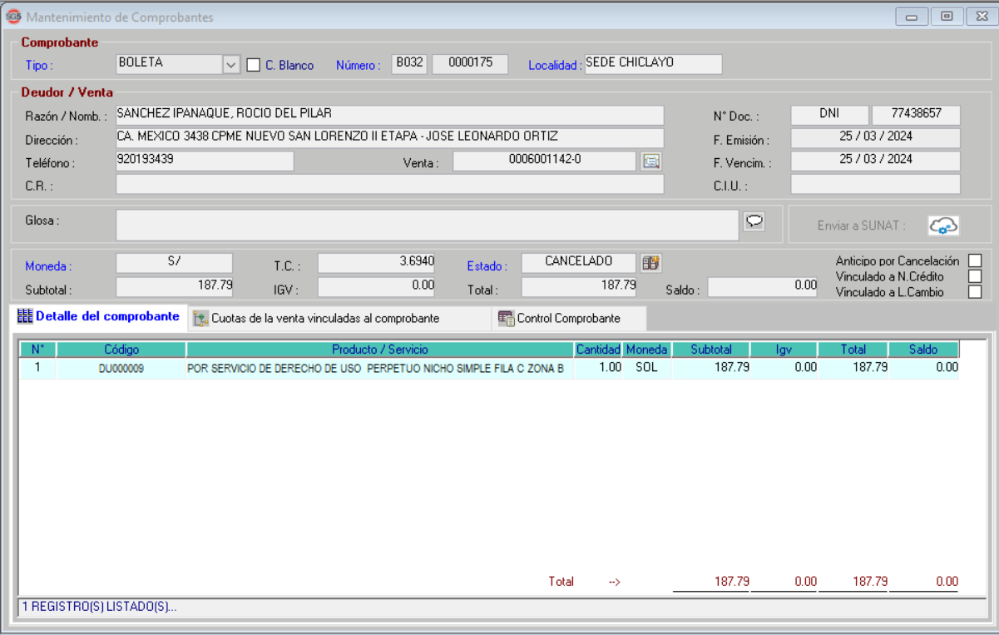 SG5 Mantenimiento de Comprobantes
Comprobante
Tipo : BOLETA C. Blanco Número : B032 0000175 Localidad : SEDE CHICLAYO
Deudor / Venta
Razón / Nomb. : SANCHEZ IPANAQUE, ROCIO DEL PILAR N° Doc. : DNI 77438657
Dirección : CA. MEXICO 3438 CPME NUEVO SAN LORENZO II ETAPA - JOSE LEONARDO ORTIZ F. Emisión : 25 / 03 / 2024
Teléfono : 920193439 Venta : 0006001142-0 F. Vencim. : 25 / 03 / 2024
C.R. : C.I.U. :
Glosa : Enviar a SUNAT :
Moneda : S/ T.C. : 3.6940 Estado : CANCELADO Anticipo por Cancelación
Vinculado a N.Crédito
Subtotal : 187.79 IGV : 0.00 Total : 187.79 Saldo : 0.00 Vinculado a L.Cambio
Detalle del comprobante Cuotas de la venta vinculadas al comprobante Control Comprobante
N° Código Producto / Servicio Cantidad Moneda Subtotal Igv Total Saldo
1 DU000009 POR SERVICIO DE DERECHO DE USO PERPETUO NICHO SIMPLE FILA C ZONA B 1.00 SOL 187.79 0.00 187.79 0.00
Total --> 187.79 0.00 187.79 0.00
1 REGISTRO(S) LISTADO(S)...